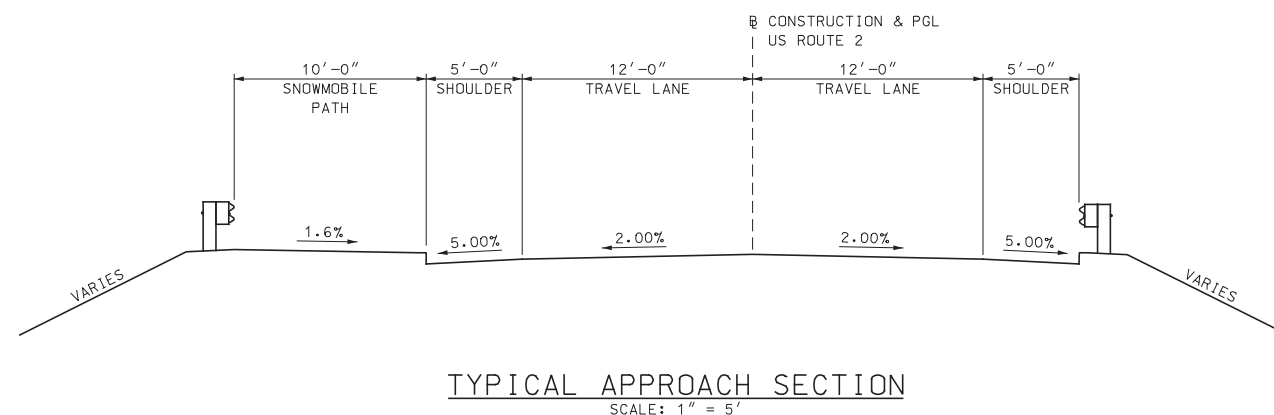 ℄ CONSTRUCTION & PGL
US ROUTE 2
10'-0" 5'-0" 12'-0" 12'-0" 5'-0"
SNOWMOBILE SHOULDER TRAVEL LANE TRAVEL LANE SHOULDER
PATH
1.6% 5.00% 2.00% 2.00% 5.00%
VARIES VARIES
TYPICAL APPROACH SECTION
SCALE: 1" = 5'